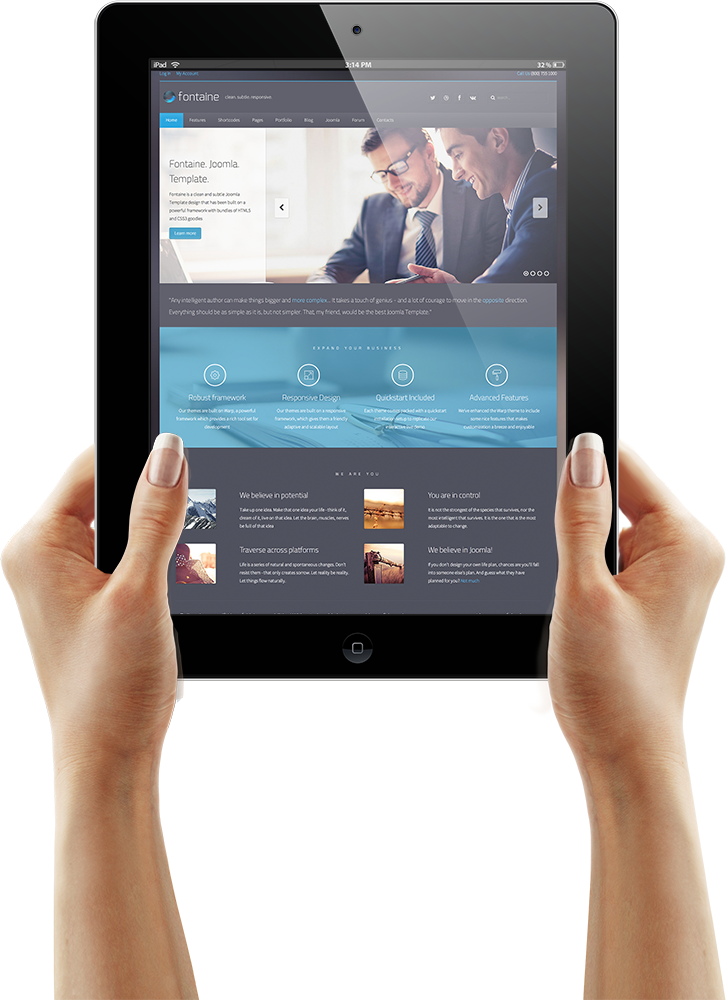 iPad 3:14 PM 32 %
Log in My Account Call Us: (800) 756 1000
fontaine clean. subtle. responsive.
Home Features Shortcodes Pages Portfolio Blog Joomla Forum Contacts
Fontaine. Joomla.
Template.
Fontaine is a clean and subtle Joomla
Template design that has been built on a
powerful framework with bundles of HTML5
and CSS3 goodies
Learn more
"Any intelligent author can make things bigger and more complex... It takes a touch of genius - and a lot of courage to move in the opposite direction.
Everything should be as simple as it is, but not simpler. That, my friend, would be the best Joomla Template."
EXPAND YOUR BUSINESS
Robust framework
Our themes are built on Warp, a powerful
framework which provides a rich tool set for
development
Responsive Design
Our themes are built on a responsive
framework, which gives them a friendly
adaptive and scalable layout
Quickstart Included
Each theme comes packed with a quickstart
interactive live demo
Advanced Features
We've enhanced the Warp theme to include
some nice features that makes
customization a breeze and enjoyable
WE ARE YOU
We believe in potential
Take up one idea. Make that one idea your life - think of it,
dream of it, live on that idea. Let the brain, muscles, nerves
be full of that idea
You are in control
It is not the strongest of the species that survives, nor the
most intelligent that survives. It is the one that is the most
adaptable to change.
Traverse across platforms
Life is a series of natural and spontaneous changes. Don't
resist them - that only creates sorrow. Let reality be reality.
Let things flow naturally.
We believe in Joomla!
If you don't design your own life plan, chances are you'll fall
into someone else's plan. And guess what they have
planned for you? Not much